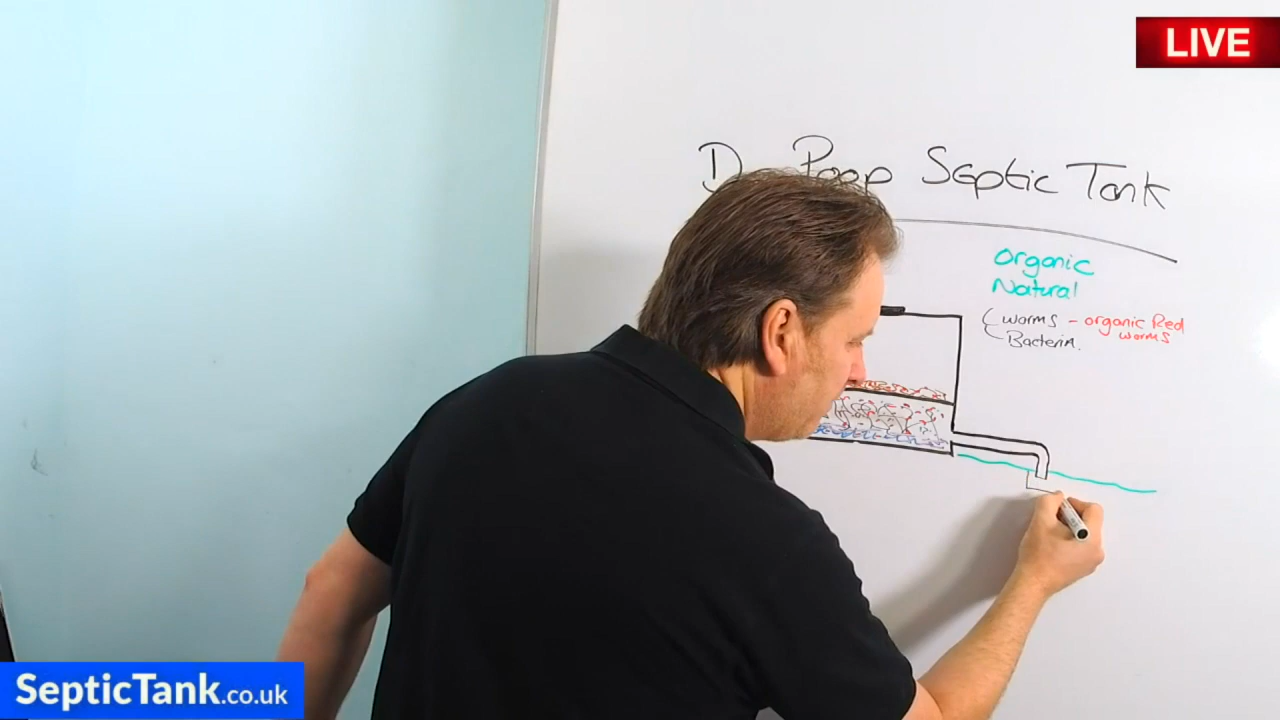 LIVE
Poop Septic Tank
Organic
Natural
(worms - organic Red
worms
Bacteria.
SepticTank.co.uk